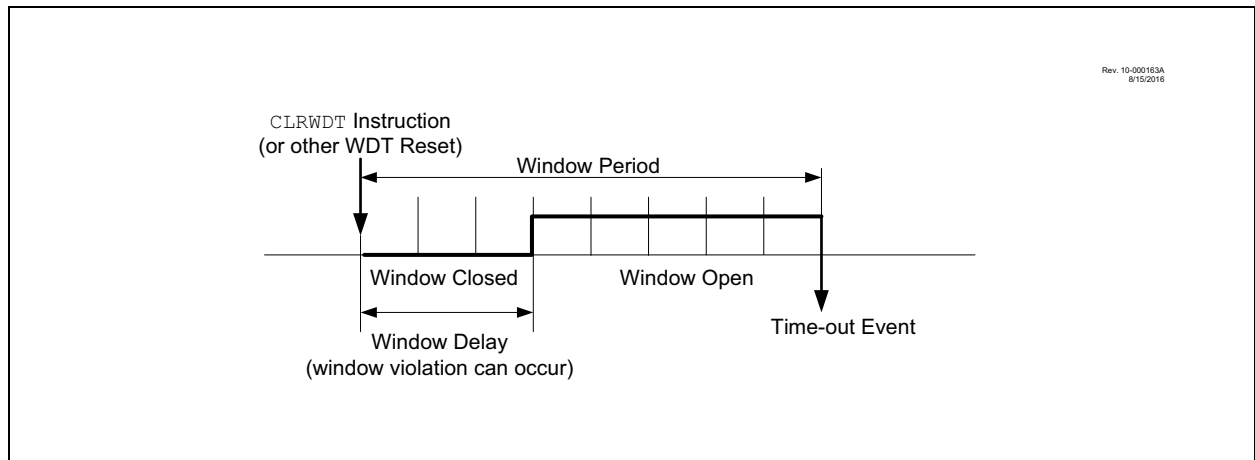 Rev. 10-000163A
8/15/2016
CLRWDT Instruction
(or other WDT Reset)
Window Period
Window Closed
Window Open
Window Delay
(window violation can occur)
Time-out Event